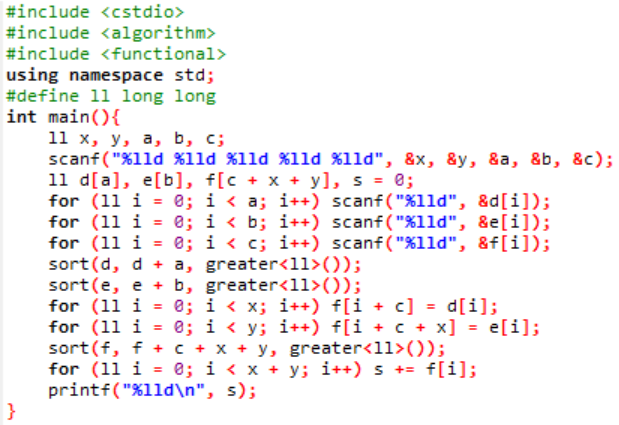 #include <cstdio>
#include <algorithm>
#include <functional>
using namespace std;
#define ll long long
int main(){
    ll x, y, a, b, c;
    scanf("%lld %lld %lld %lld %lld", &x, &y, &a, &b, &c);
    ll d[a], e[b], f[c + x + y], s = 0;
    for (ll i = 0; i < a; i++) scanf("%lld", &d[i]);
    for (ll i = 0; i < b; i++) scanf("%lld", &e[i]);
    for (ll i = 0; i < c; i++) scanf("%lld", &f[i]);
    sort(d, d + a, greater<ll>());
    sort(e, e + b, greater<ll>());
    for (ll i = 0; i < x; i++) f[i + c] = d[i];
    for (ll i = 0; i < y; i++) f[i + c + x] = e[i];
    sort(f, f + c + x + y, greater<ll>());
    for (ll i = 0; i < x + y; i++) s += f[i];
    printf("%lld\n", s);
}